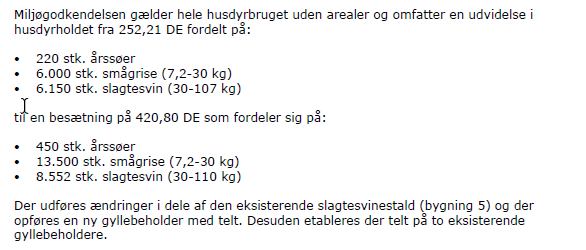 Miljøgodkendelsen gælder hele husdyrbruget uden arealer og omfatter en udvidelse i
husdyrholdet fra 252,21 DE fordelt på:
• 220 stk. årssøer
• 6.000 stk. smågrise (7,2-30 kg)
• 6.150 stk. slagtesvin (30-107 kg)
til en besætning på 420,80 DE som fordeler sig på:
• 450 stk. årssøer
• 13.500 stk. smågrise (7,2-30 kg)
• 8.552 stk. slagtesvin (30-110 kg)
Der udføres ændringer i dele af den eksisterende slagtesvinestald (bygning 5) og der
opføres en ny gyllebeholder med telt. Desuden etableres der telt på to eksisterende
gyllebeholdere.